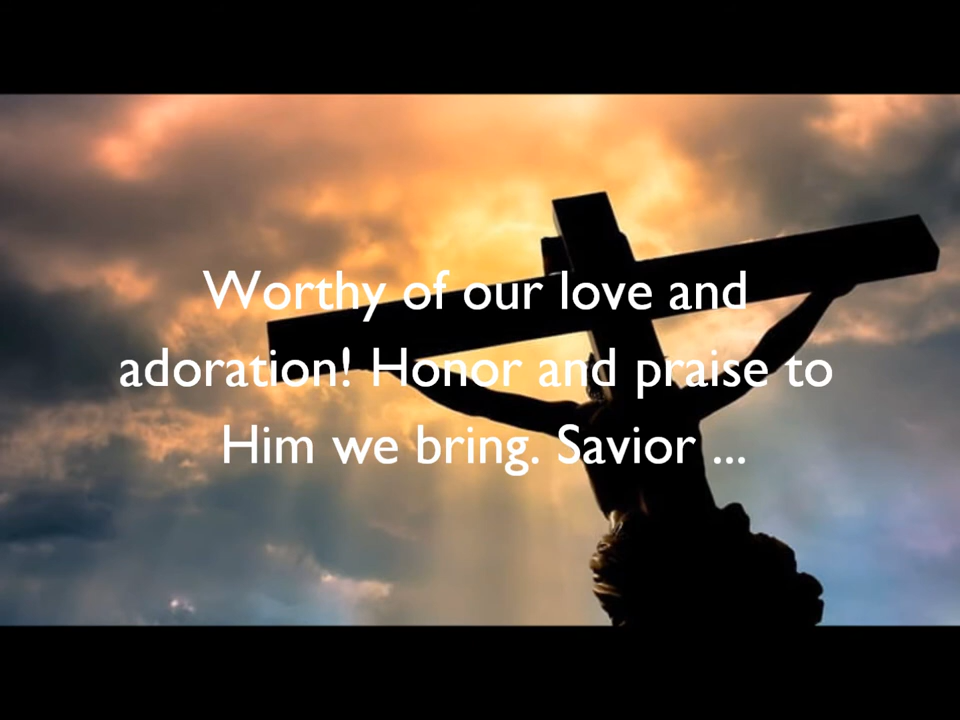 Worthy of our love and
adoration! Honor and praise to
Him we bring. Savior ...